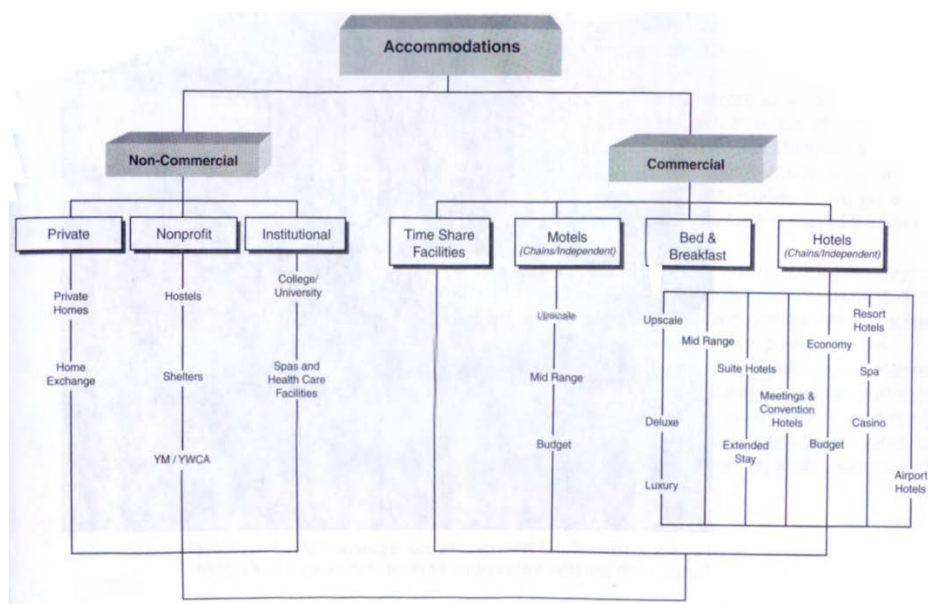 Accommodations
Non-Commercial
Commercial
Private
Nonprofit
Institutional
Time Share
Facilities
Motels
(Chains/Independent)
Bed &
Breakfast
Hotels
(Chains/Independent)
Private
Homes
Home
Exchange
Hostels
Shelters
YM / YWCA
College/
University
Spas and
Health Care
Facilities
Upscale
Mid Range
Budget
Upscale
Deluxe
Luxury
Mid Range
Suite Hotels
Extended
Stay
Meetings &
Convention
Hotels
Economy
Budget
Resort
Hotels
Spa
Casino
Airport
Hotels